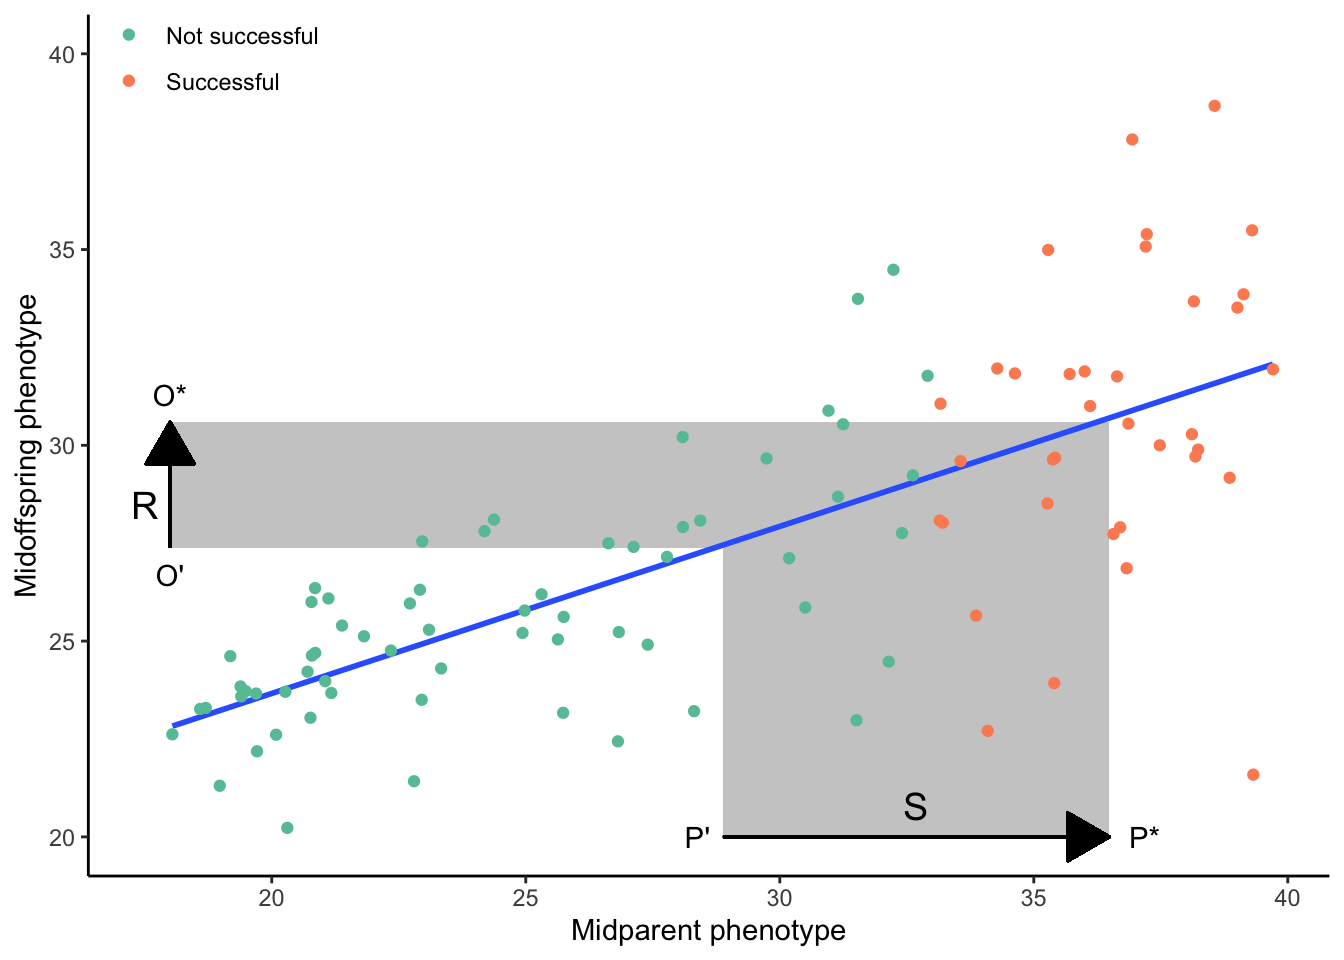 Not successful
Successful
40
35
30
25
20
Midoffspring phenotype
O*
R
O'
S
P'
P*
20
25
30
35
40
Midparent phenotype